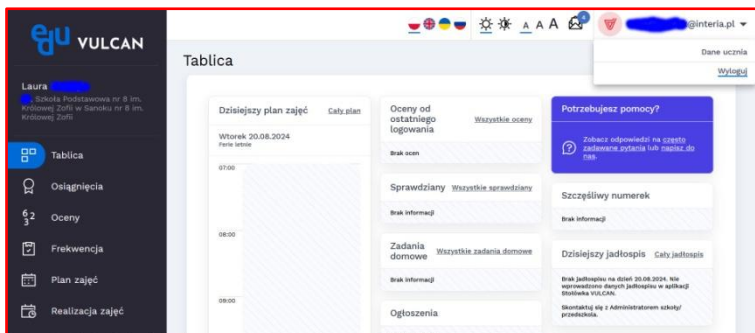 edu VULCAN
Laura
Szkoła Podstawowa nr 8 im.
Królowej Zofii w Sanoku nr 8 im.
Królowej Zofii
Tablica
Osiągnięcia
6 2
3
Oceny
Frekwencja
Plan zajęć
Realizacja zajęć
A A A
4
@interia.pl
Dane ucznia
Wyloguj
Tablica
Dzisiejszy plan zajęć Cały plan
Wtorek 20.08.2024
Ferie letnie
07:00
08:00
09:00
Oceny od
ostatniego
logowania
Wszystkie oceny
Brak ocen
Sprawdziany Wszystkie sprawdziany
Brak informacji
Zadania
domowe
Wszystkie zadania domowe
Brak informacji
Ogłoszenia
Potrzebujesz pomocy?
Zobacz odpowiedzi na często
zadawane pytania lub napisz do
nas.
Szczęśliwy numerek
Brak informacji
Dzisiejszy jadłospis Cały jadłospis
Brak jadłospisu na dzień 20.08.2024. Nie
wprowadzono danych jadłospisu w aplikacji
Stołówka VULCAN.
Skontaktuj się z Administratorem szkoły/
przedszkola.